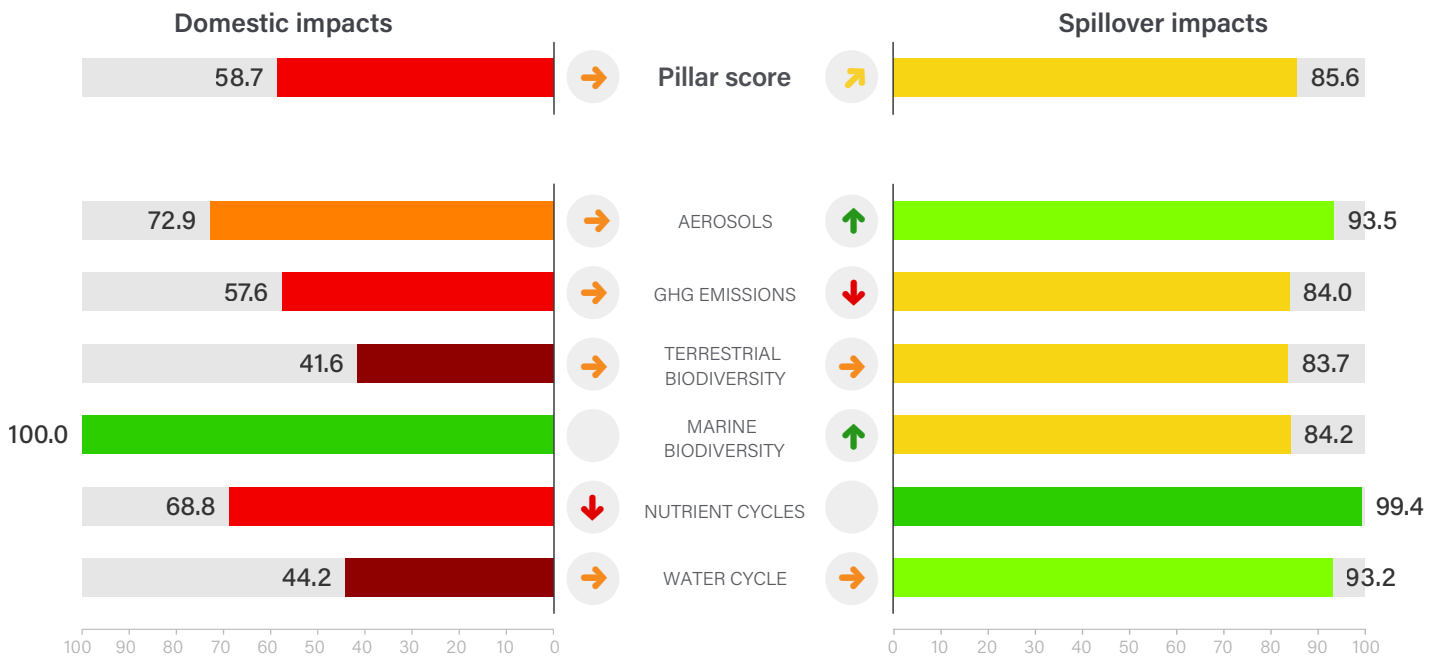 Domestic impacts
Spillover impacts
58.7
Pillar score
85.6
72.9
AEROSOLS
93.5
57.6
GHG EMISSIONS
84.0
41.6
TERRESTRIAL
BIODIVERSITY
83.7
100.0
MARINE
BIODIVERSITY
84.2
68.8
NUTRIENT CYCLES
99.4
44.2
WATER CYCLE
93.2
100 90 80 70 60 50 40 30 20 10 0
0 10 20 30 40 50 60 70 80 90 100